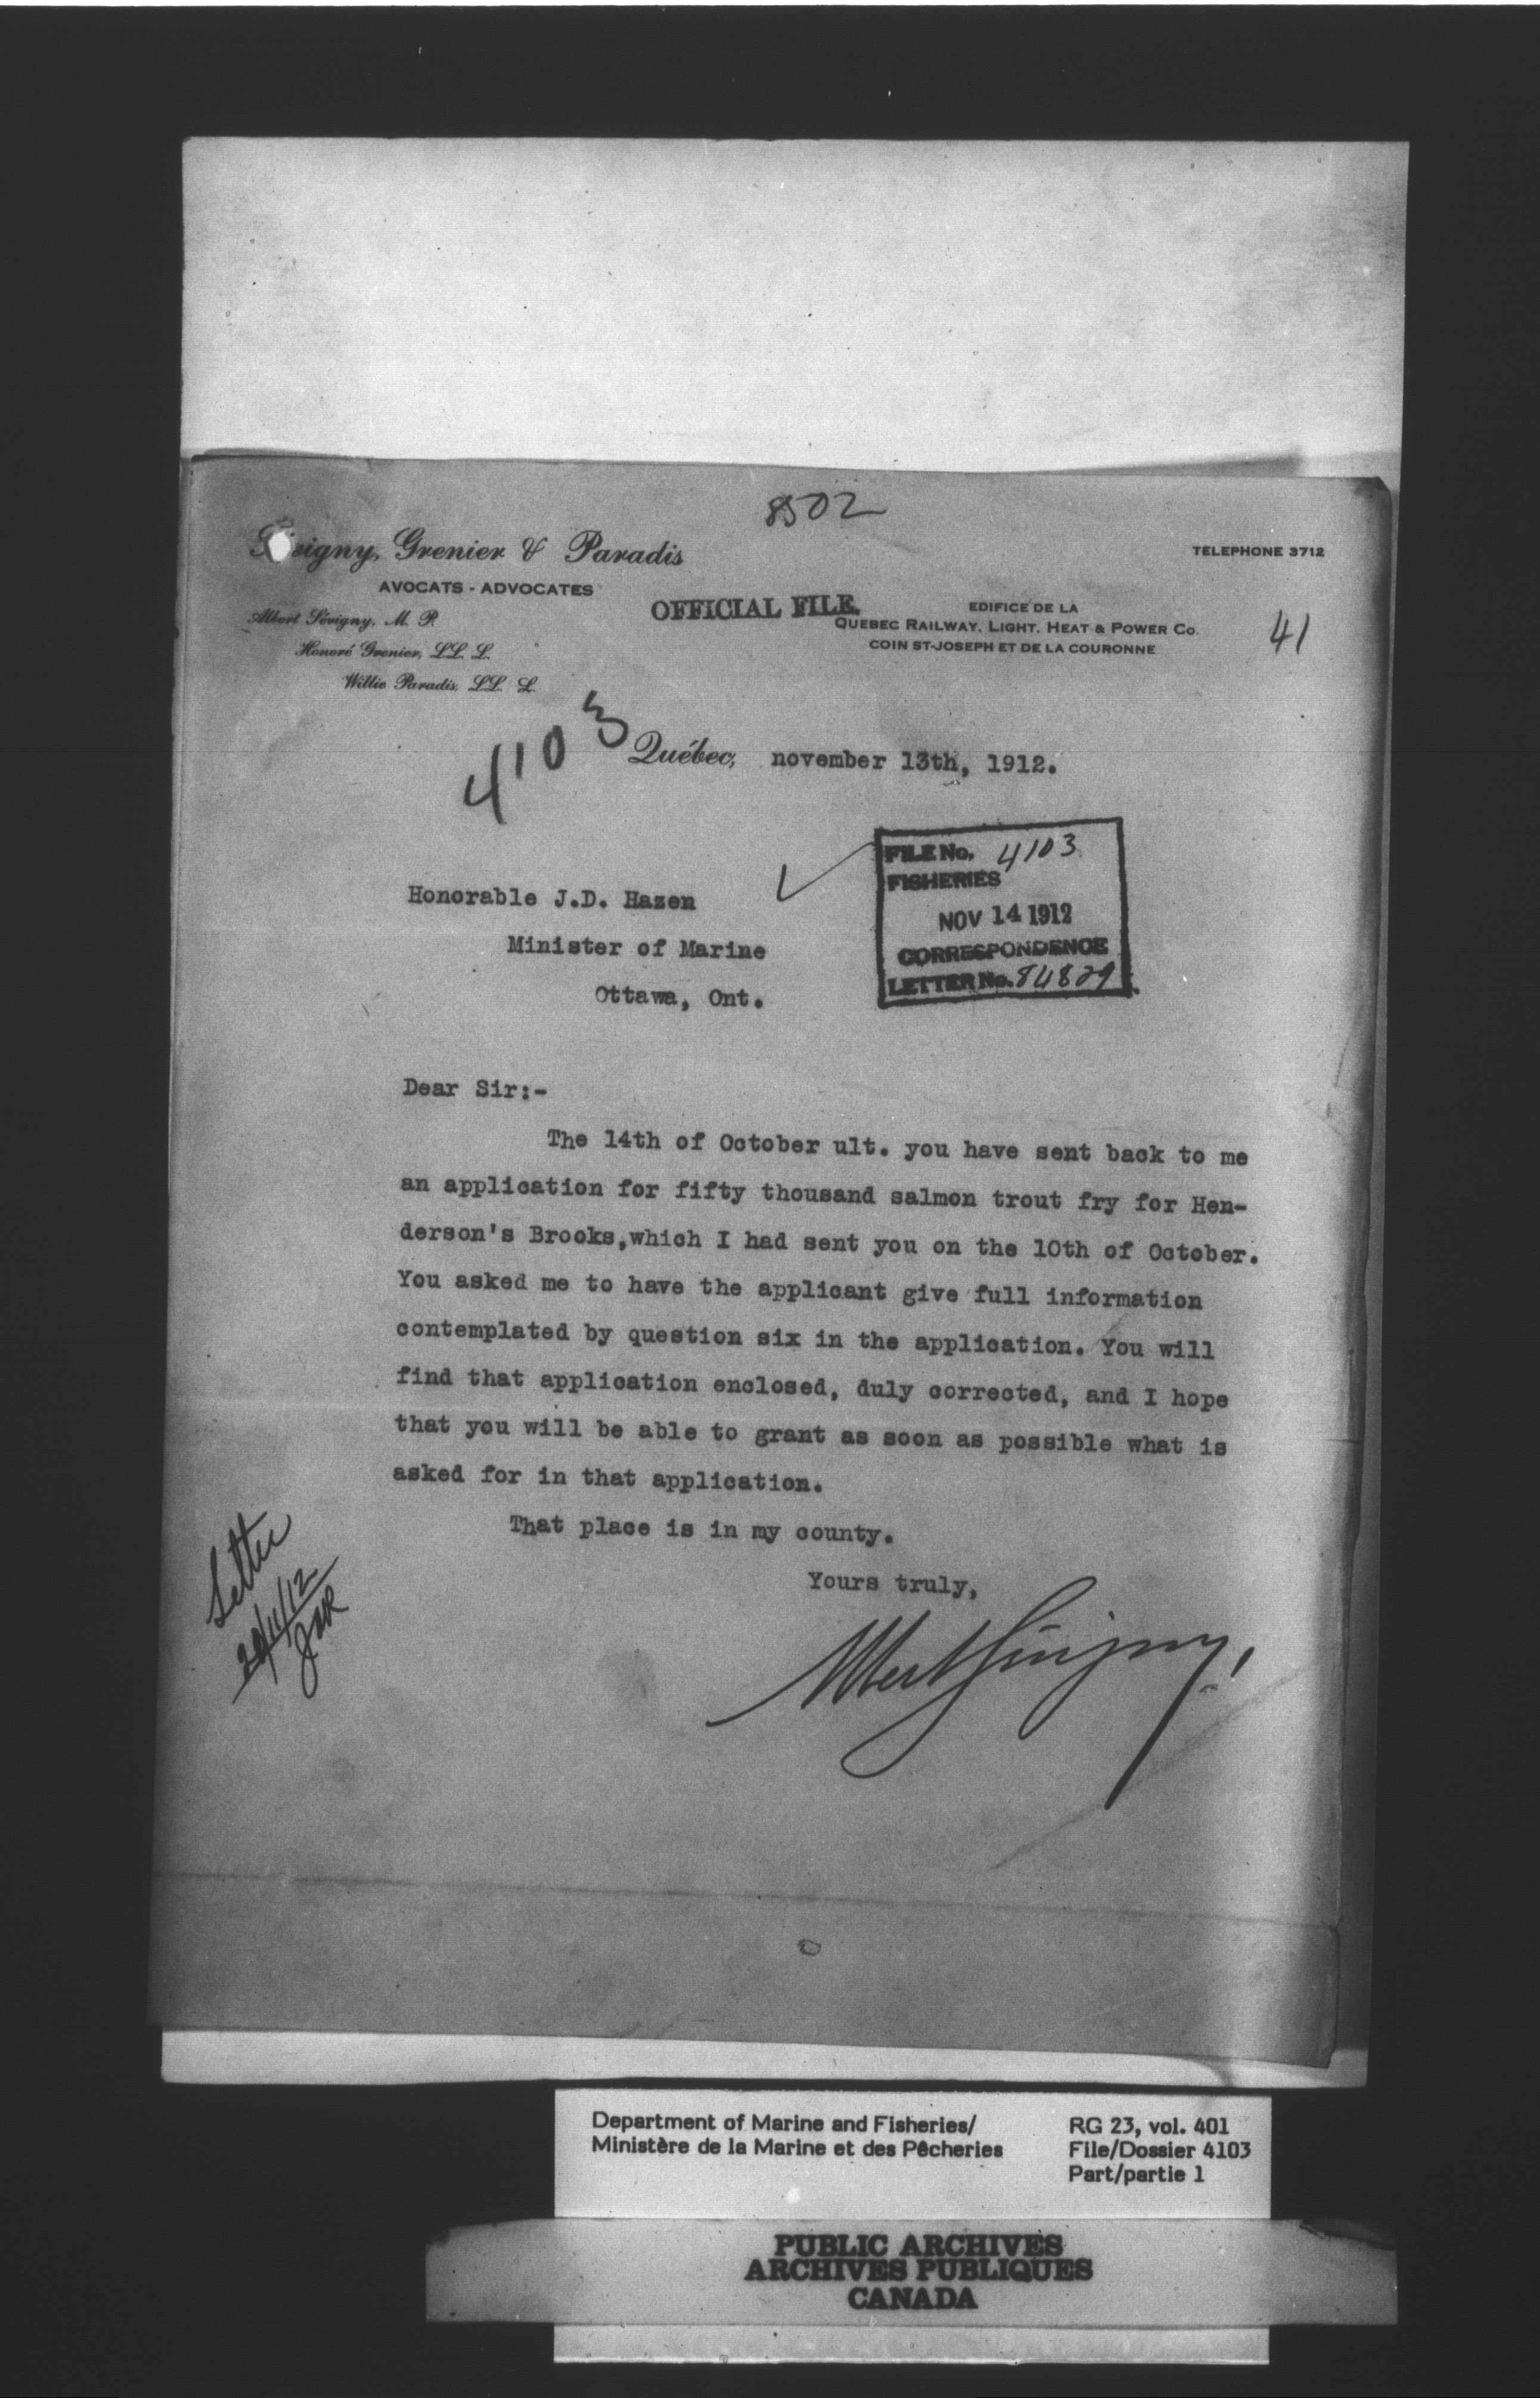 8502
Sévigny, Grenier & Paradis
TELEPHONE 3712
AVOCATS - ADVOCATES
Albert Sévigny, M. P.
Honoré Grenier, LL. L.
Willie Paradis, LL. L.
OFFICIAL FILE.
EDIFICE DE LA
QUEBEC RAILWAY, LIGHT, HEAT & POWER CO.
COIN ST-JOSEPH ET DE LA COURONNE
41
4103
Québec, november 13th, 1912.
FILE No. 4103
FISHERIES
NOV 14 1912
CORRESPONDENCE
LETTER No. 84829
Honorable J.D. Hazen
Minister of Marine
Ottawa, Ont.
Dear Sir:-
The 14th of October ult. you have sent back to me
an application for fifty thousand salmon trout fry for Hen-
derson's Brooks,which I had sent you on the 10th of October.
You asked me to have the applicant give full information
contemplated by question six in the application. You will
find that application enclosed, duly corrected, and I hope
that you will be able to grant as soon as possible what is
asked for in that application.
That place is in my county.
Yours truly,
Albert Sévigny
Letter
20/11/12
Department of Marine and Fisheries/
Ministère de la Marine et des Pêcheries
RG 23, vol. 401
File/Dossier 4103
Part/partie 1
PUBLIC ARCHIVES
ARCHIVES PUBLIQUES
CANADA